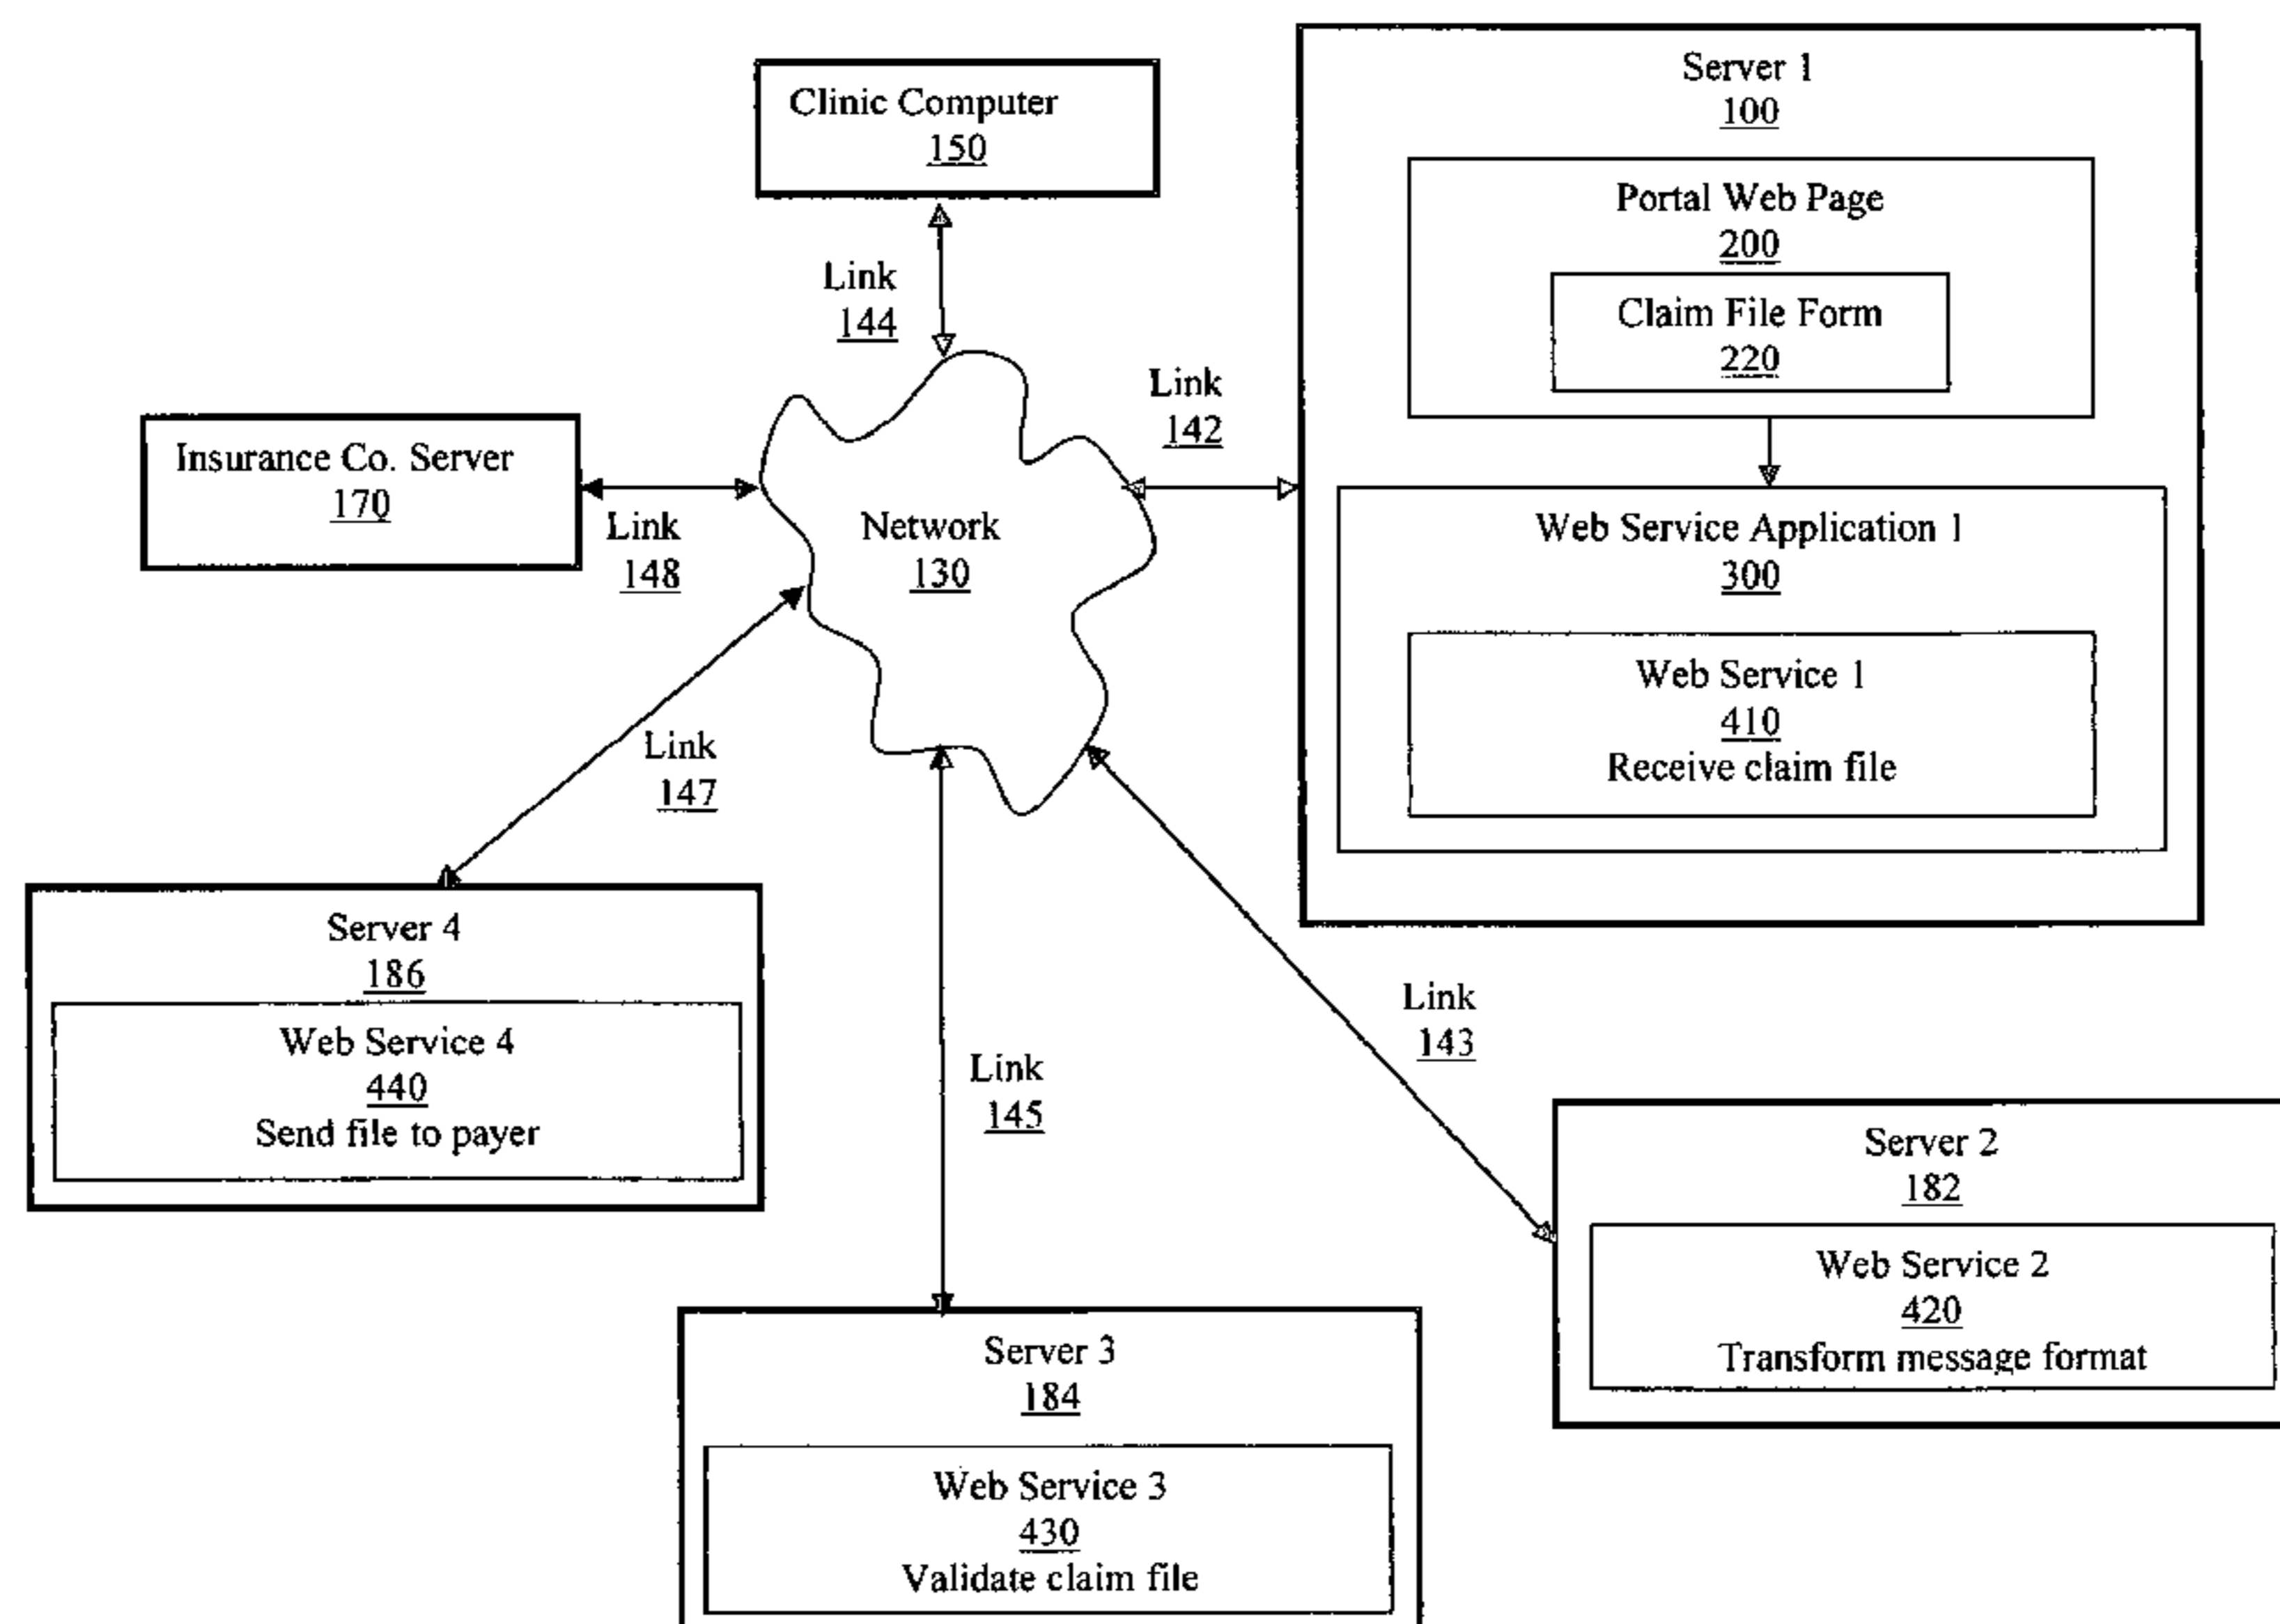 Server 1
100
Clinic Computer
150
Portal Web Page
200
Link
144
Claim File Form
220
Link
142
Insurance Co. Server
170
Link
148
Network
130
Web Service Application 1
300
Web Service 1
410
Receive claim file
Link
147
Server 4
186
Web Service 4
440
Send file to payer
Link
145
Link
143
Server 2
182
Web Service 2
420
Transform message format
Server 3
184
Web Service 3
430
Validate claim file